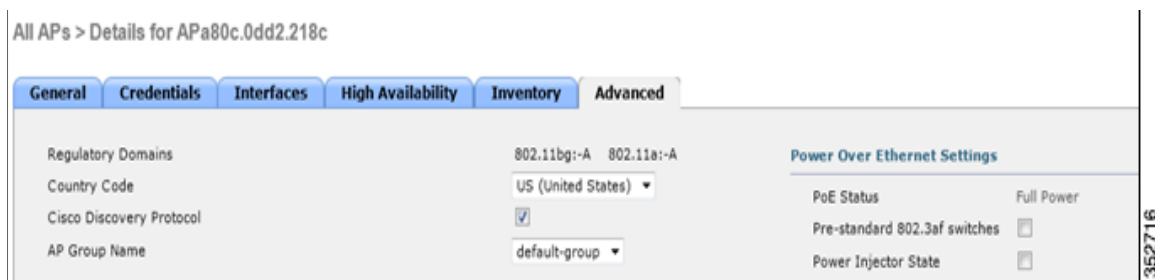 All APs > Details for APa80c.0dd2.218c
General Credentials Interfaces High Availability Inventory Advanced
Regulatory Domains 802.11bg:-A 802.11a:-A
Country Code US (United States)
Cisco Discovery Protocol
AP Group Name default-group
Power Over Ethernet Settings
PoE Status Full Power
Pre-standard 802.3af switches
Power Injector State
352716